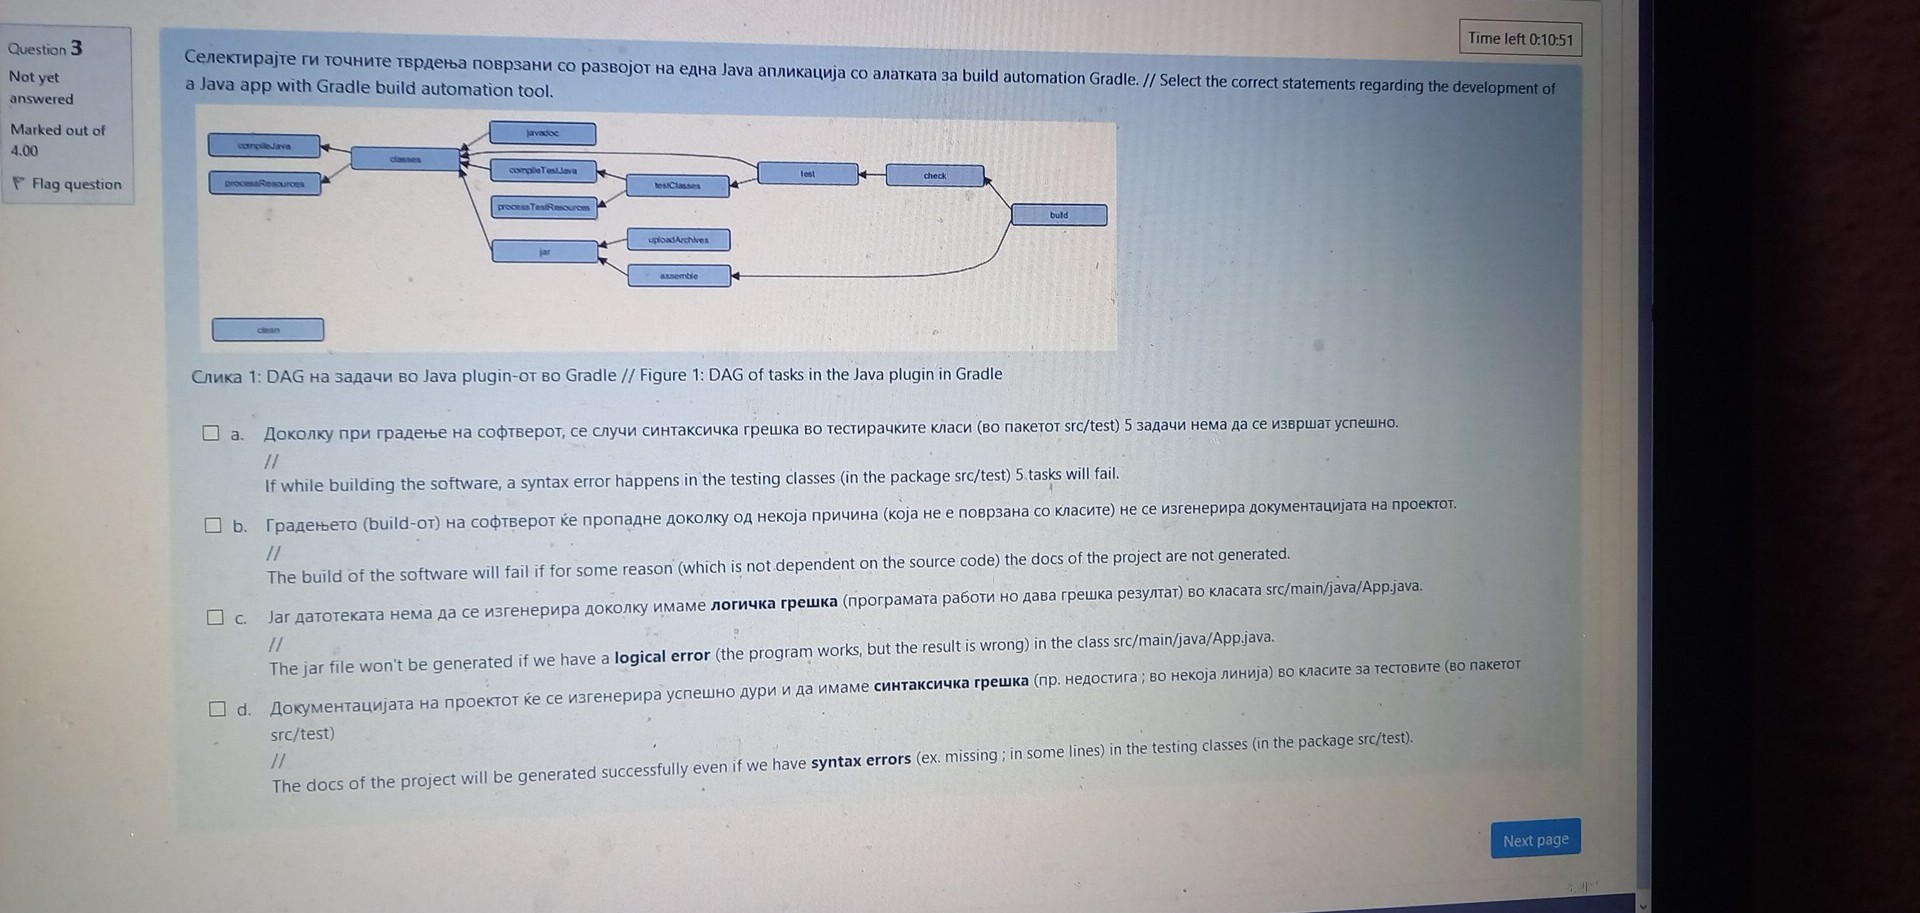 Question 3
Not yet
answered
Marked out of
4.00
Flag question
Time left 0:10:51
Селектирајте ги точните тврдења поврзани со развојот на една Java апликација со алатката за build automation Gradle. // Select the correct statements regarding the development of
a Java app with Gradle build automation tool.
javadoc
compileJava
classes
compileTestJava
test
check
processResources
testClasses
processTestResources
build
uploadArchives
jar
assemble
clean
Слика 1: DAG на задачи во Java plugin-от во Gradle // Figure 1: DAG of tasks in the Java plugin in Gradle
a. Доколку при градење на софтверот, се случи синтаксичка грешка во тестирачките класи (во пакетот src/test) 5 задачи нема да се извршат успешно.
//
If while building the software, a syntax error happens in the testing classes (in the package src/test) 5 tasks will fail.
b. Градењето (build-от) на софтверот ќе пропадне доколку од некоја причина (која не е поврзана со класите) не се изгенерира документацијата на проектот.
//
The build of the software will fail if for some reason (which is not dependent on the source code) the docs of the project are not generated.
c. Jar датотеката нема да се изгенерира доколку имаме логичка грешка (програмата работи но дава грешка резултат) во класата src/main/java/App.java.
//
The jar file won't be generated if we have a logical error (the program works, but the result is wrong) in the class src/main/java/App.java.
d. Документацијата на проектот ќе се изгенерира успешно дури и да имаме синтаксичка грешка (пр. недостига ; во некоја линија) во класите за тестовите (во пакетот
src/test)
//
The docs of the project will be generated successfully even if we have syntax errors (ex. missing ; in some lines) in the testing classes (in the package src/test).
Next page